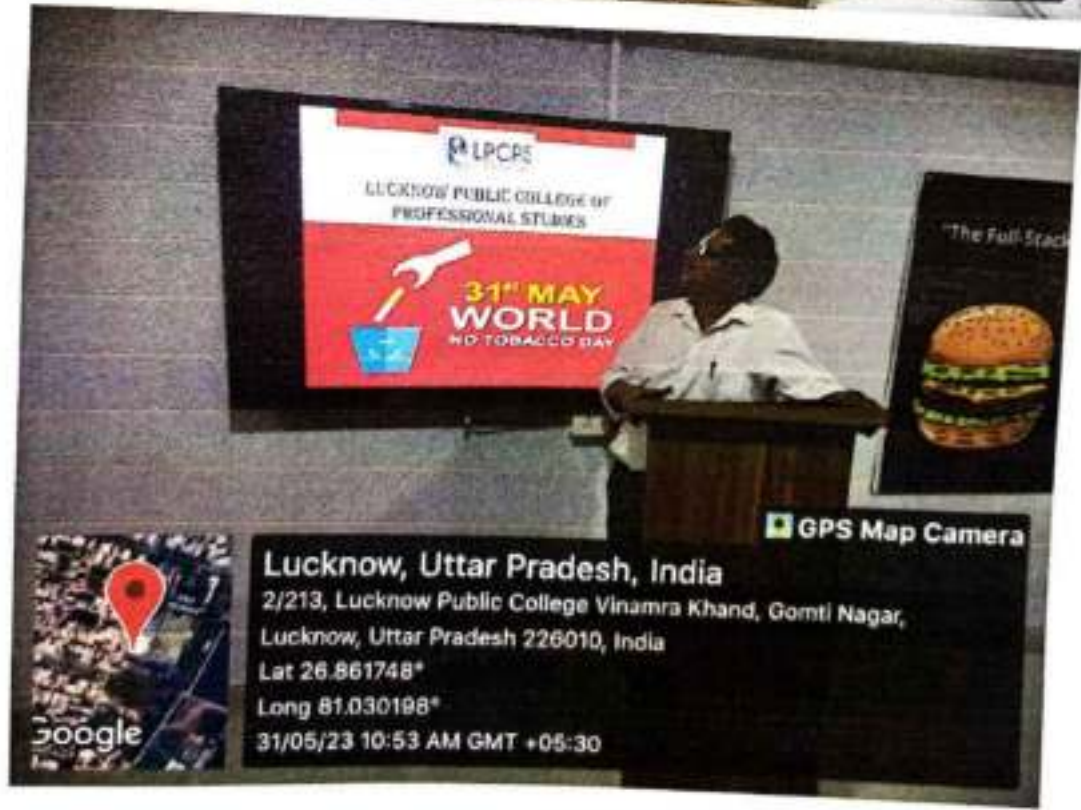 LPCPS
LUCKNOW PUBLIC COLLEGE OF
PROFESSIONAL STUDIES
31st MAY
WORLD
NO TOBACCO DAY
"The Full-Stack
GPS Map Camera
Lucknow, Uttar Pradesh, India
2/213, Lucknow Public College Vinamra Khand, Gomti Nagar,
Lucknow, Uttar Pradesh 226010, India
Lat 26.861748°
Long 81.030198°
31/05/23 10:53 AM GMT +05:30
Google